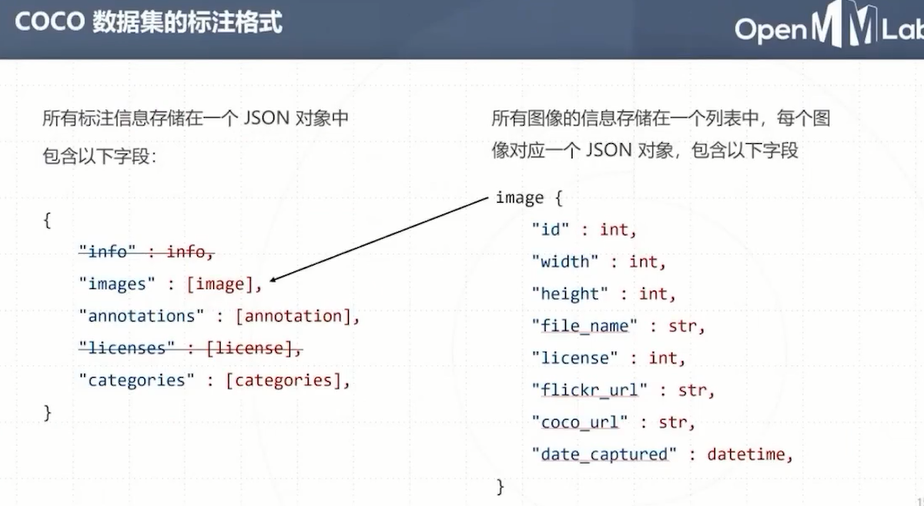 COCO 数据集的标注格式
OpenMMLab
所有标注信息存储在一个 JSON 对象中
包含以下字段：
{
"info" : info,
"images" : [image],
"annotations" : [annotation],
"licenses" : [license],
"categories" : [categories],
}
所有图像的信息存储在一个列表中，每个图
像对应一个 JSON 对象，包含以下字段
image {
"id" : int,
"width" : int,
"height" : int,
"file_name" : str,
"license" : int,
"flickr_url" : str,
"coco_url" : str,
"date_captured" : datetime,
}